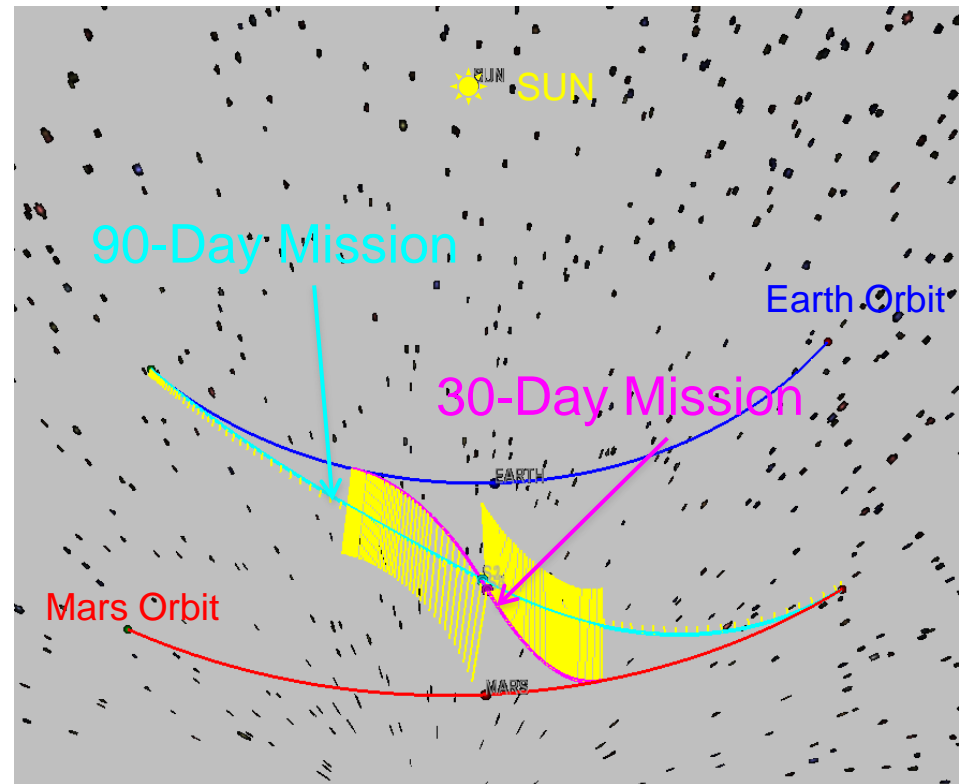 SUN
SUN
90-Day Mission
Earth Orbit
30-Day Mission
EARTH
Mars Orbit
MARS